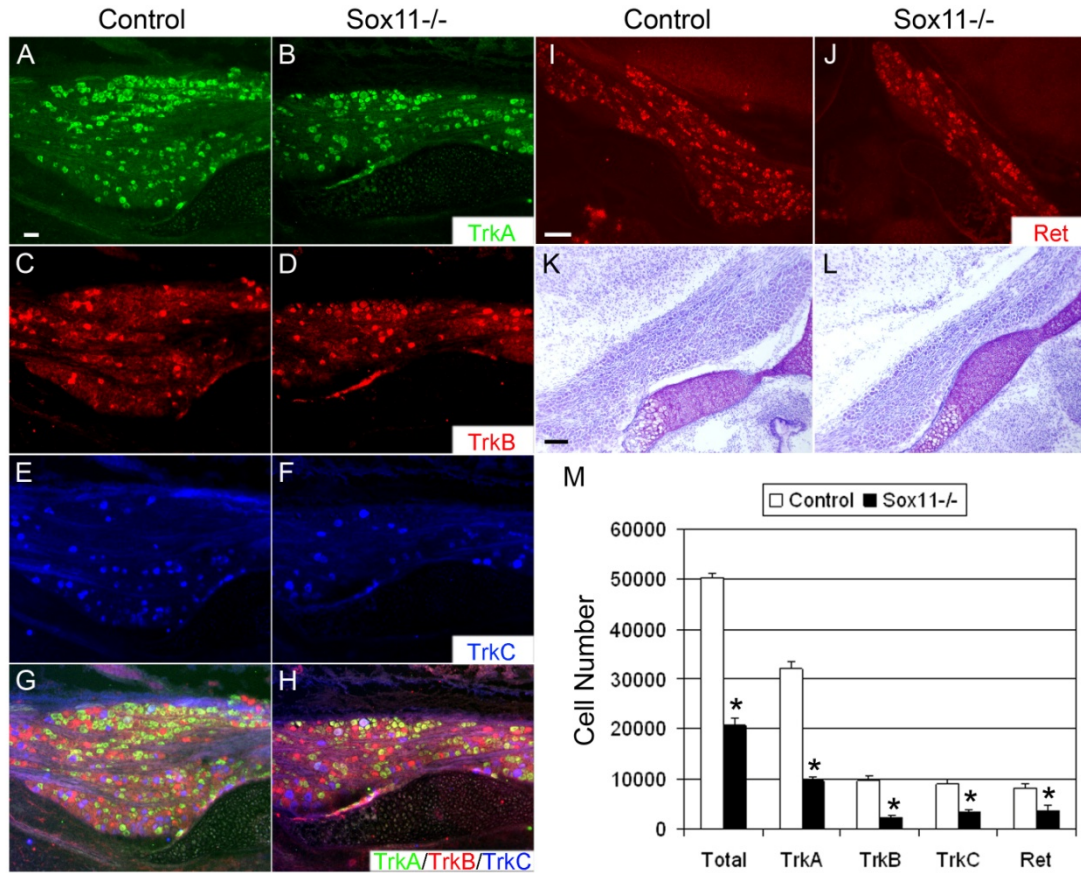 Control Sox11-/- Control Sox11-/-
A B I J
TrkA Ret
C D K L
TrkB
E F
TrkC
M
Control Sox11-/-
G H
TrkA/TrkB/TrkC
Cell Number
60000
50000
40000
30000
20000
10000
0
* * * * *
Total TrkA TrkB TrkC Ret